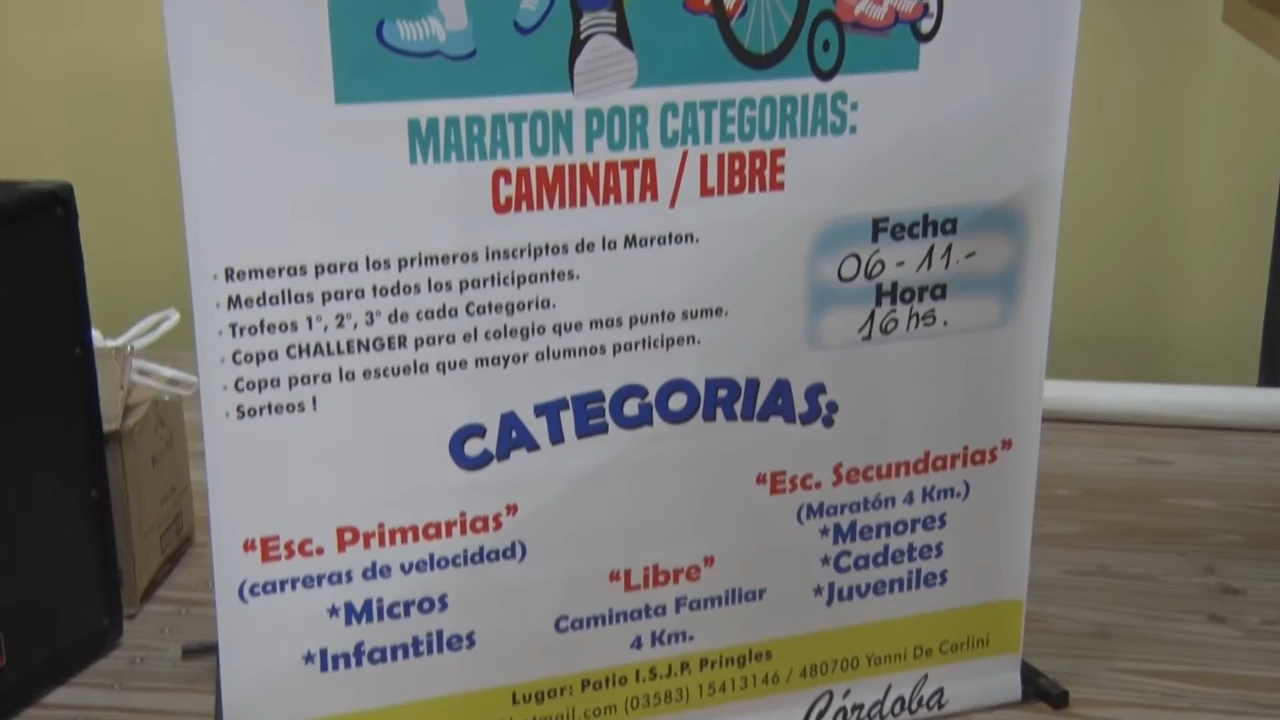 MARATON POR CATEGORIAS:
CAMINATA / LIBRE
· Remeras para los primeros inscriptos de la Maraton.
· Medallas para todos los participantes.
· Trofeos 1°, 2°, 3° de cada Categoría.
· Copa CHALLENGER para el colegio que mas punto sume.
· Copa para la escuela que mayor alumnos participen.
· Sorteos !
Fecha
06-11.-
Hora
16 hs.
CATEGORIAS:
"Esc. Primarias"
(carreras de velocidad)
*Micros
*Infantiles
"Libre"
Caminata Familiar
4 Km.
"Esc. Secundarias"
(Maratón 4 Km.)
*Menores
*Cadetes
*Juveniles
Lugar: Patio I.S.J.P. Pringles
hotmail.com (03583) 15413146 / 480700 Yanni De Carlini
Córdoba